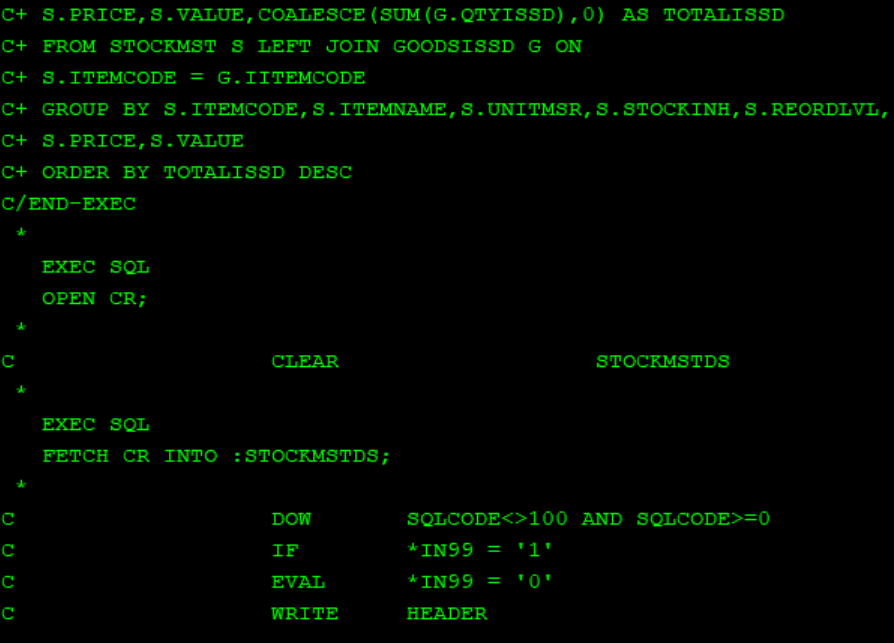 C+ S.PRICE,S.VALUE,COALESCE(SUM(G.QTYISSD),0) AS TOTALISSD
C+ FROM STOCKMST S LEFT JOIN GOODSISSD G ON
C+ S.ITEMCODE = G.IITEMCODE
C+ GROUP BY S.ITEMCODE,S.ITEMNAME,S.UNITMSR,S.STOCKINH,S.REORDLVL,
C+ S.PRICE,S.VALUE
C+ ORDER BY TOTALISSD DESC
C/END-EXEC
*
EXEC SQL
OPEN CR;
*
C CLEAR STOCKMSTDS
*
EXEC SQL
FETCH CR INTO :STOCKMSTDS;
*
C DOW SQLCODE<>100 AND SQLCODE>=0
C IF *IN99 = '1'
C EVAL *IN99 = '0'
C WRITE HEADER